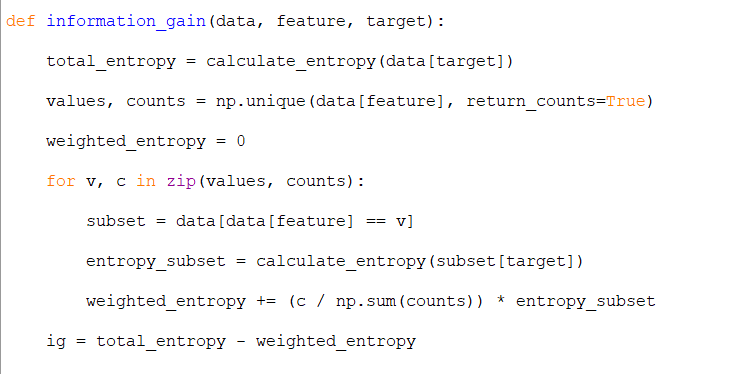 def information_gain(data, feature, target):
    total_entropy = calculate_entropy(data[target])
    values, counts = np.unique(data[feature], return_counts=True)
    weighted_entropy = 0
    for v, c in zip(values, counts):
        subset = data[data[feature] == v]
        entropy_subset = calculate_entropy(subset[target])
        weighted_entropy += (c / np.sum(counts)) * entropy_subset
    ig = total_entropy - weighted_entropy